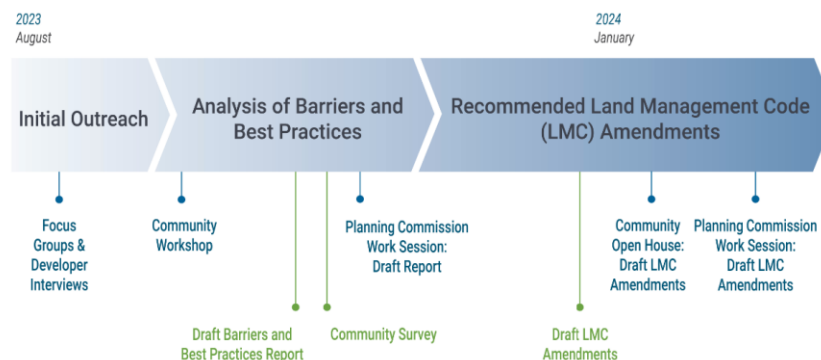 2023
August
2024
January
Initial Outreach
Analysis of Barriers and
Best Practices
Recommended Land Management Code
(LMC) Amendments
Focus
Groups &
Developer
Interviews
Community
Workshop
Planning Commission
Work Session:
Draft Report
Community
Open House:
Draft LMC
Amendments
Planning Commission
Work Session:
Draft LMC
Amendments
Draft Barriers and
Best Practices Report
Community Survey
Draft LMC
Amendments